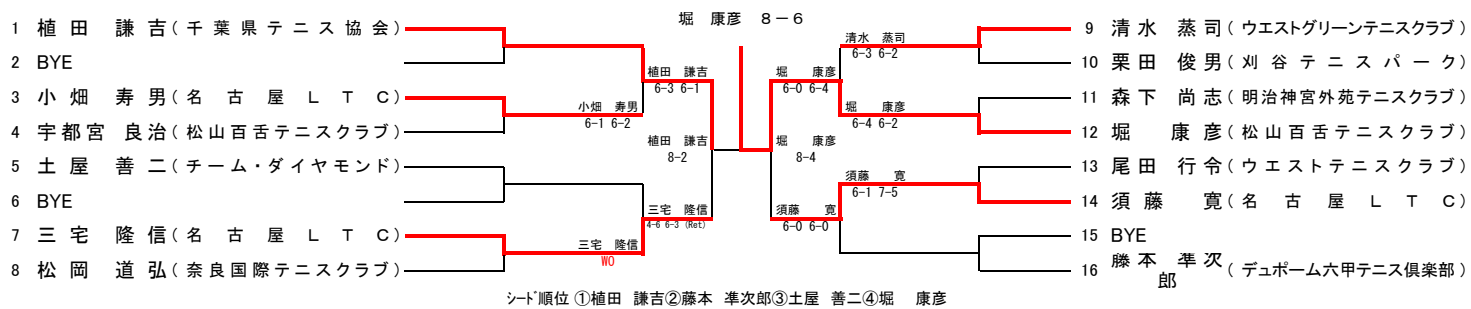 堀 康彦 8-6
1 植田 謙吉(千葉県テニス協会)
2 BYE
3 小畑 寿男(名古屋LTC)
4 宇都宮 良治(松山百舌テニスクラブ)
5 土屋 善二(チーム・ダイヤモンド)
6 BYE
7 三宅 隆信(名古屋LTC)
8 松岡 道弘(奈良国際テニスクラブ)
小畑 寿男
6-1 6-2
三宅 隆信
WO
植田 謙吉
6-3 6-1
植田 謙吉
8-2
三宅 隆信
4-6 6-3 (Ret)
堀 康彦
6-0 6-4
堀 康彦
8-4
須藤 寛
6-0 6-0
清水 蒸司
6-3 6-2
堀 康彦
6-4 6-2
須藤 寛
6-1 7-5
9 清水 蒸司(ウエストグリーンテニスクラブ)
10 栗田 俊男(刈谷テニスパーク)
11 森下 尚志(明治神宮外苑テニスクラブ)
12 堀 康彦(松山百舌テニスクラブ)
13 尾田 行令(ウエストテニスクラブ)
14 須藤 寛(名古屋LTC)
15 BYE
16 藤本 準次郎(デュポーム六甲テニス倶楽部)
シード順位 ①植田 謙吉②藤本 準次郎③土屋 善二④堀 康彦